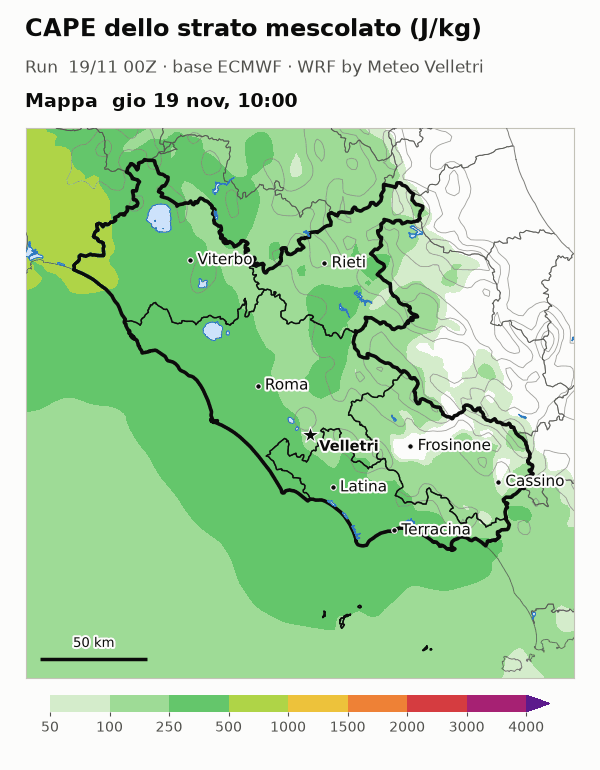 CAPE dello strato mescolato (J/kg)
Run 19/11 00Z · base ECMWF · WRF by Meteo Velletri
Mappa gio 19 nov, 10:00
Viterbo
Rieti
Roma
Velletri
Frosinone
Cassino
Latina
Terracina
50 km
50 100 250 500 1000 1500 2000 3000 4000